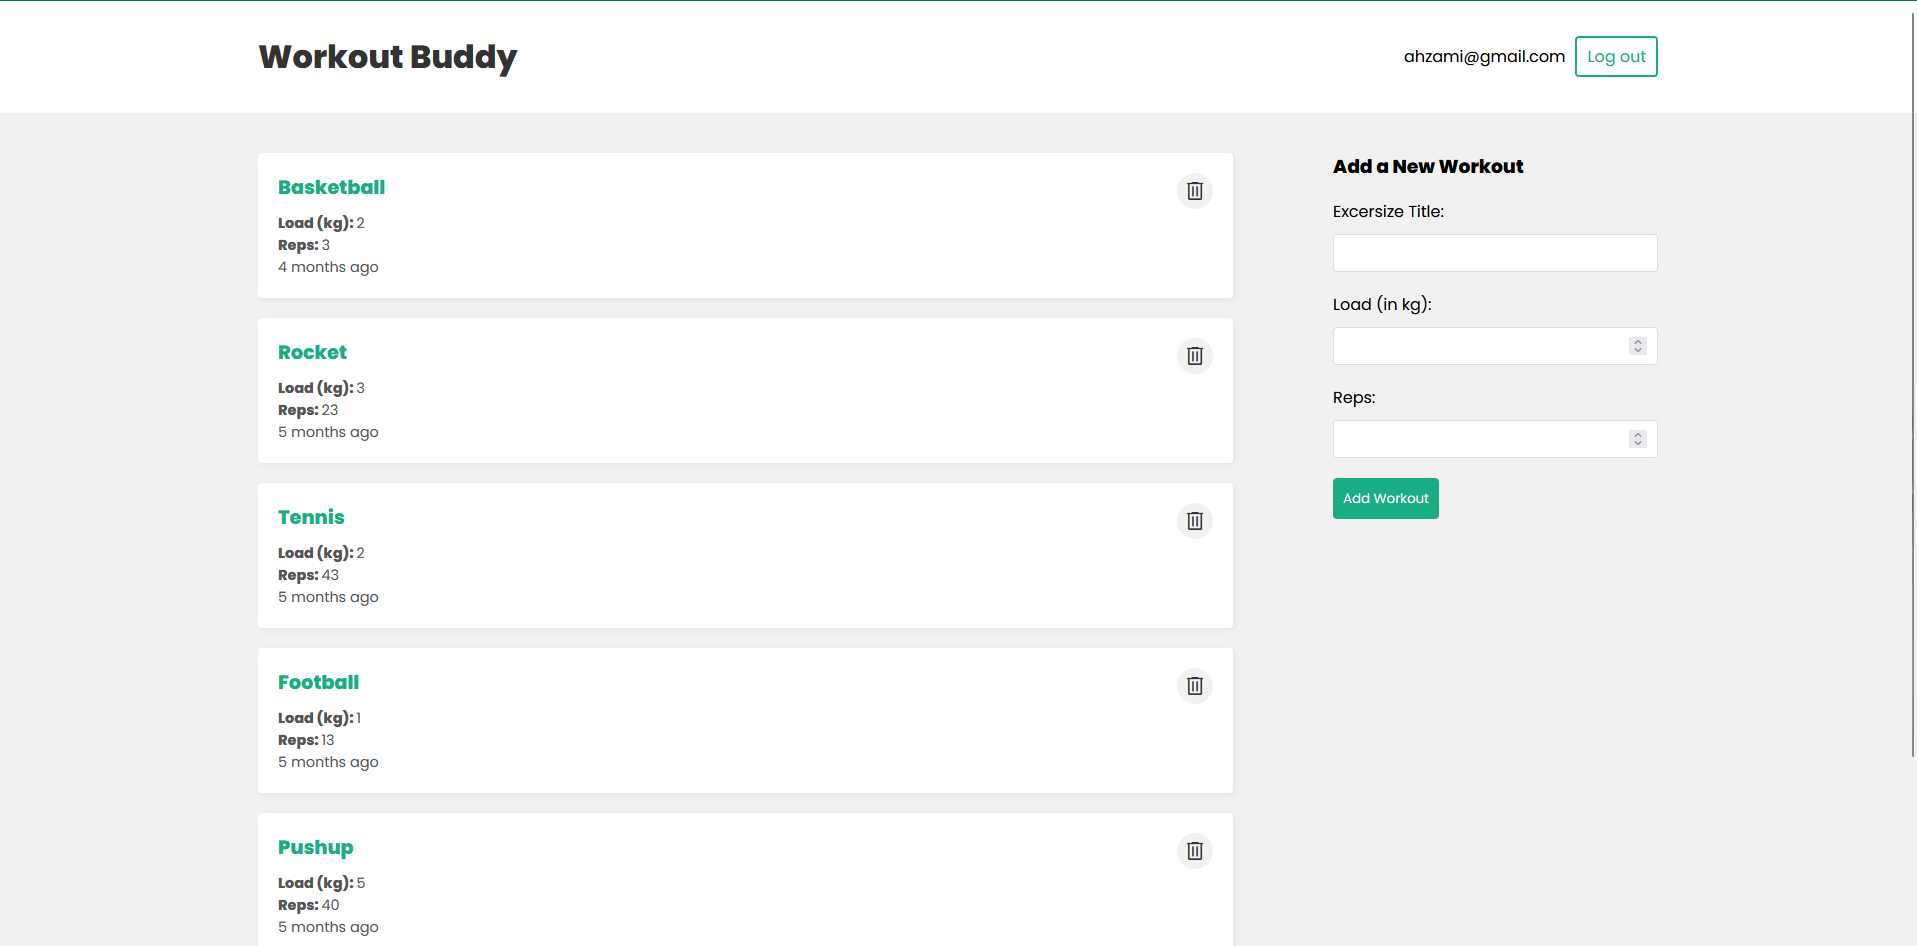 Workout Buddy
ahzami@gmail.com
Log out
Basketball
Load (kg): 2
Reps: 3
4 months ago
Rocket
Load (kg): 3
Reps: 23
5 months ago
Tennis
Load (kg): 2
Reps: 43
5 months ago
Football
Load (kg): 1
Reps: 13
5 months ago
Pushup
Load (kg): 5
Reps: 40
5 months ago
Add a New Workout
Excersize Title:
Load (in kg):
Reps:
Add Workout